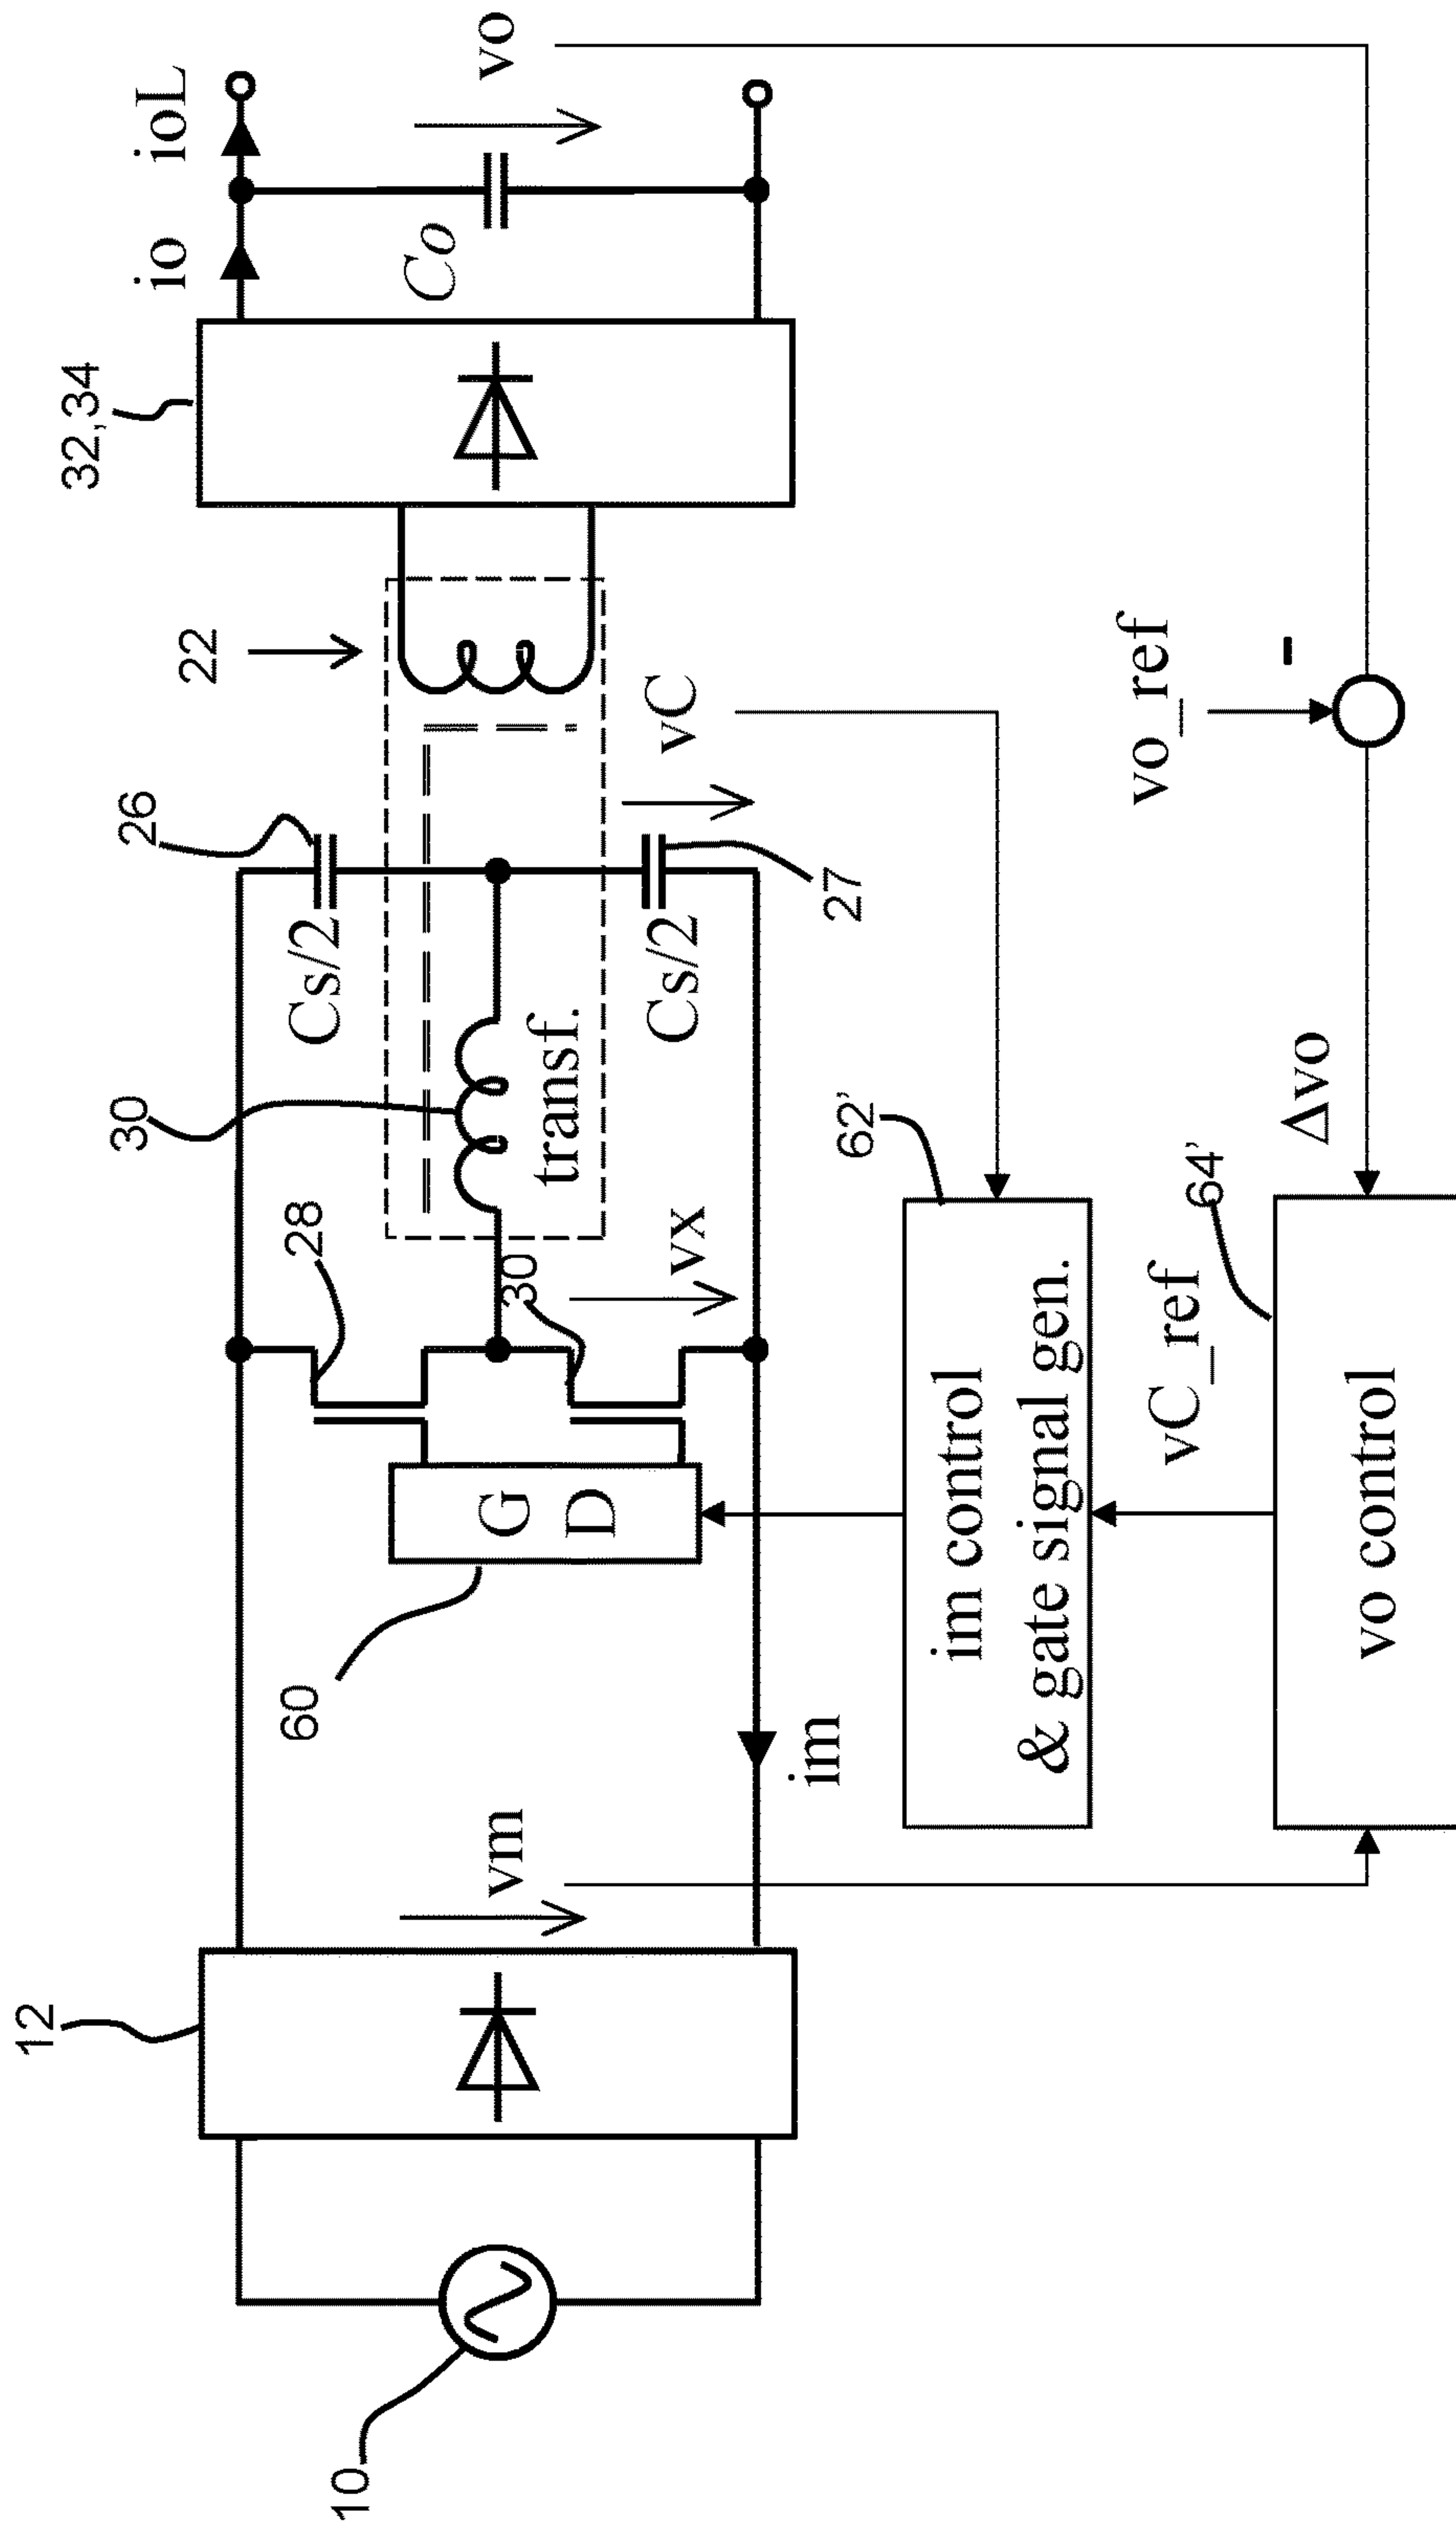 10
12
vm
60
G
D
im
28
30
vx
30
transf.
26
Cs/2
Cs/2
27
vC
22
32,34
io
ioL
Co
vo
62'
im control
& gate signal gen.
vC_ref
64'
vo control
Δvo
vo_ref
-